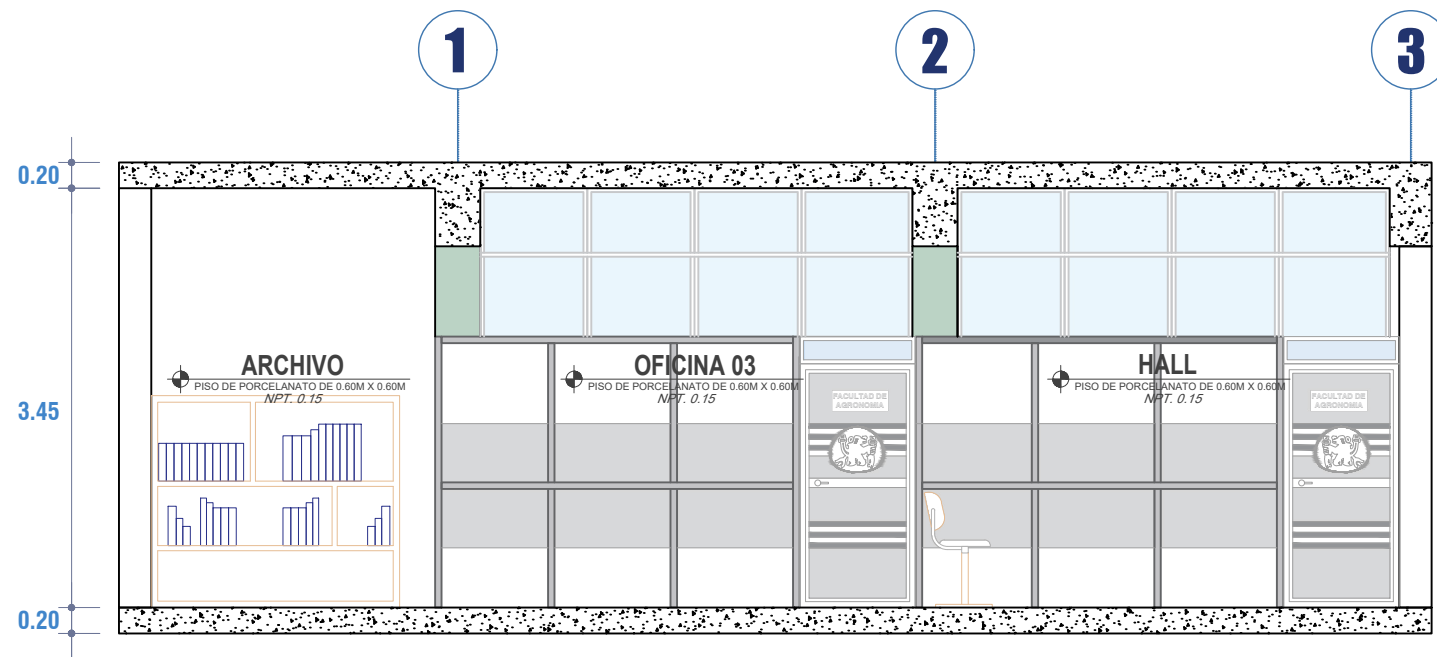 1
2
3
0.20
3.45
0.20
ARCHIVO
PISO DE PORCELANATO DE 0.60M X 0.60M
NPT. 0.15
OFICINA 03
PISO DE PORCELANATO DE 0.60M X 0.60M
NPT. 0.15
FACULTAD DE
AGRONOMIA
HALL
PISO DE PORCELANATO DE 0.60M X 0.60M
NPT. 0.15
FACULTAD DE
AGRONOMIA